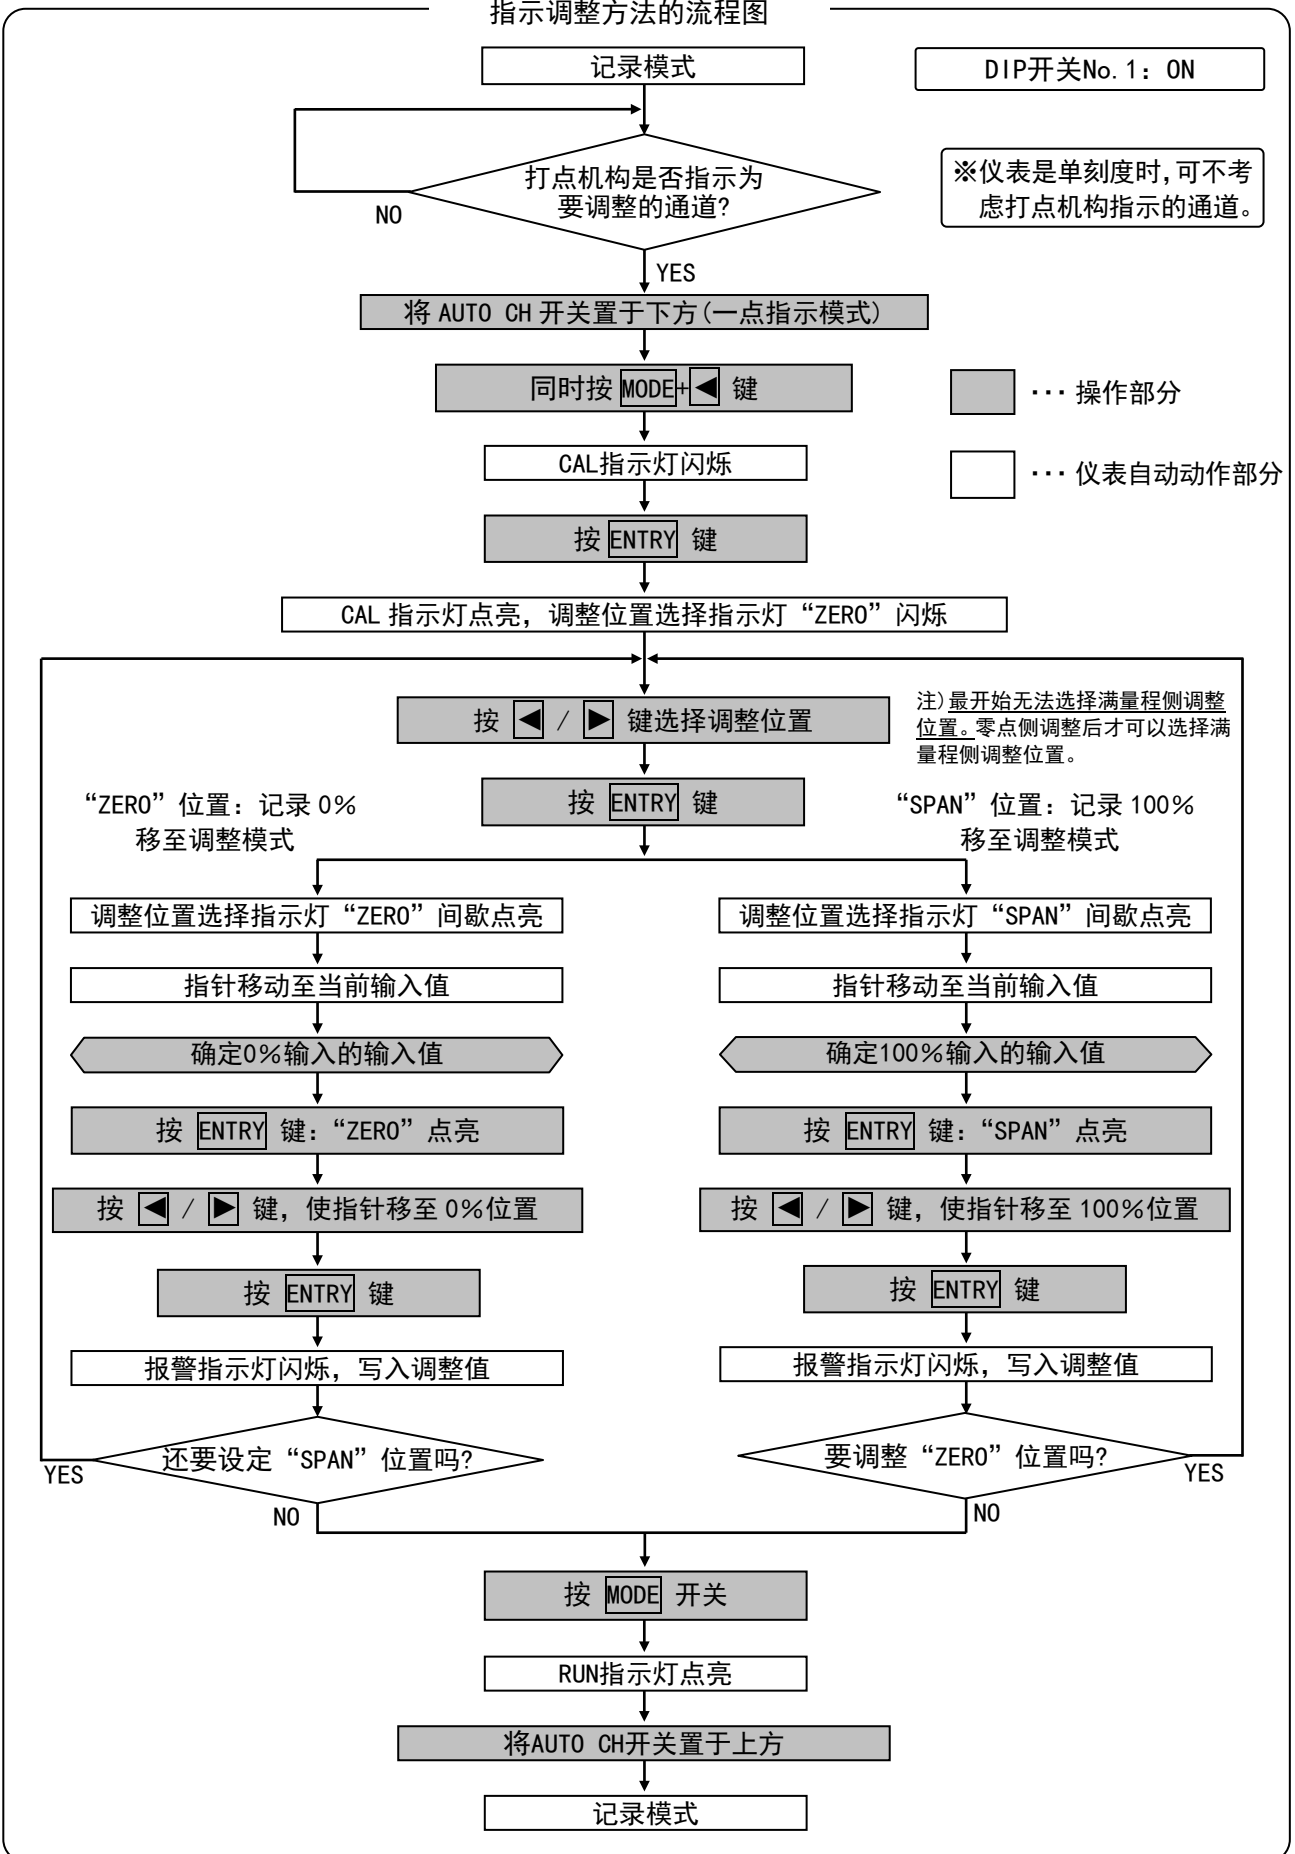 指示调整方法的流程图
记录模式
DIP开关No.1：ON
打点机构是否指示为
要调整的通道?
※仪表是单刻度时，可不考
虑打点机构指示的通道。
NO
YES
将 AUTO CH 开关置于下方(一点指示模式)
同时按 MODE+◀ 键
··· 操作部分
CAL指示灯闪烁
··· 仪表自动动作部分
按 ENTRY 键
CAL 指示灯点亮，调整位置选择指示灯“ZERO”闪烁
按 ◀ / ▶ 键选择调整位置
注)最开始无法选择满量程侧调整
位置。零点侧调整后才可以选择满
量程侧调整位置。
按 ENTRY 键
“ZERO”位置：记录 0％
移至调整模式
“SPAN”位置：记录 100％
移至调整模式
调整位置选择指示灯“ZERO”间歇点亮
调整位置选择指示灯“SPAN”间歇点亮
指针移动至当前输入值
指针移动至当前输入值
确定0％输入的输入值
确定100％输入的输入值
按 ENTRY 键：“ZERO”点亮
按 ENTRY 键：“SPAN”点亮
按 ◀ / ▶ 键，使指针移至 0％位置
按 ◀ / ▶ 键，使指针移至 100％位置
按 ENTRY 键
按 ENTRY 键
报警指示灯闪烁，写入调整值
报警指示灯闪烁，写入调整值
还要设定“SPAN”位置吗?
要调整“ZERO”位置吗?
YES
YES
NO
NO
按 MODE 开关
RUN指示灯点亮
将AUTO CH开关置于上方
记录模式